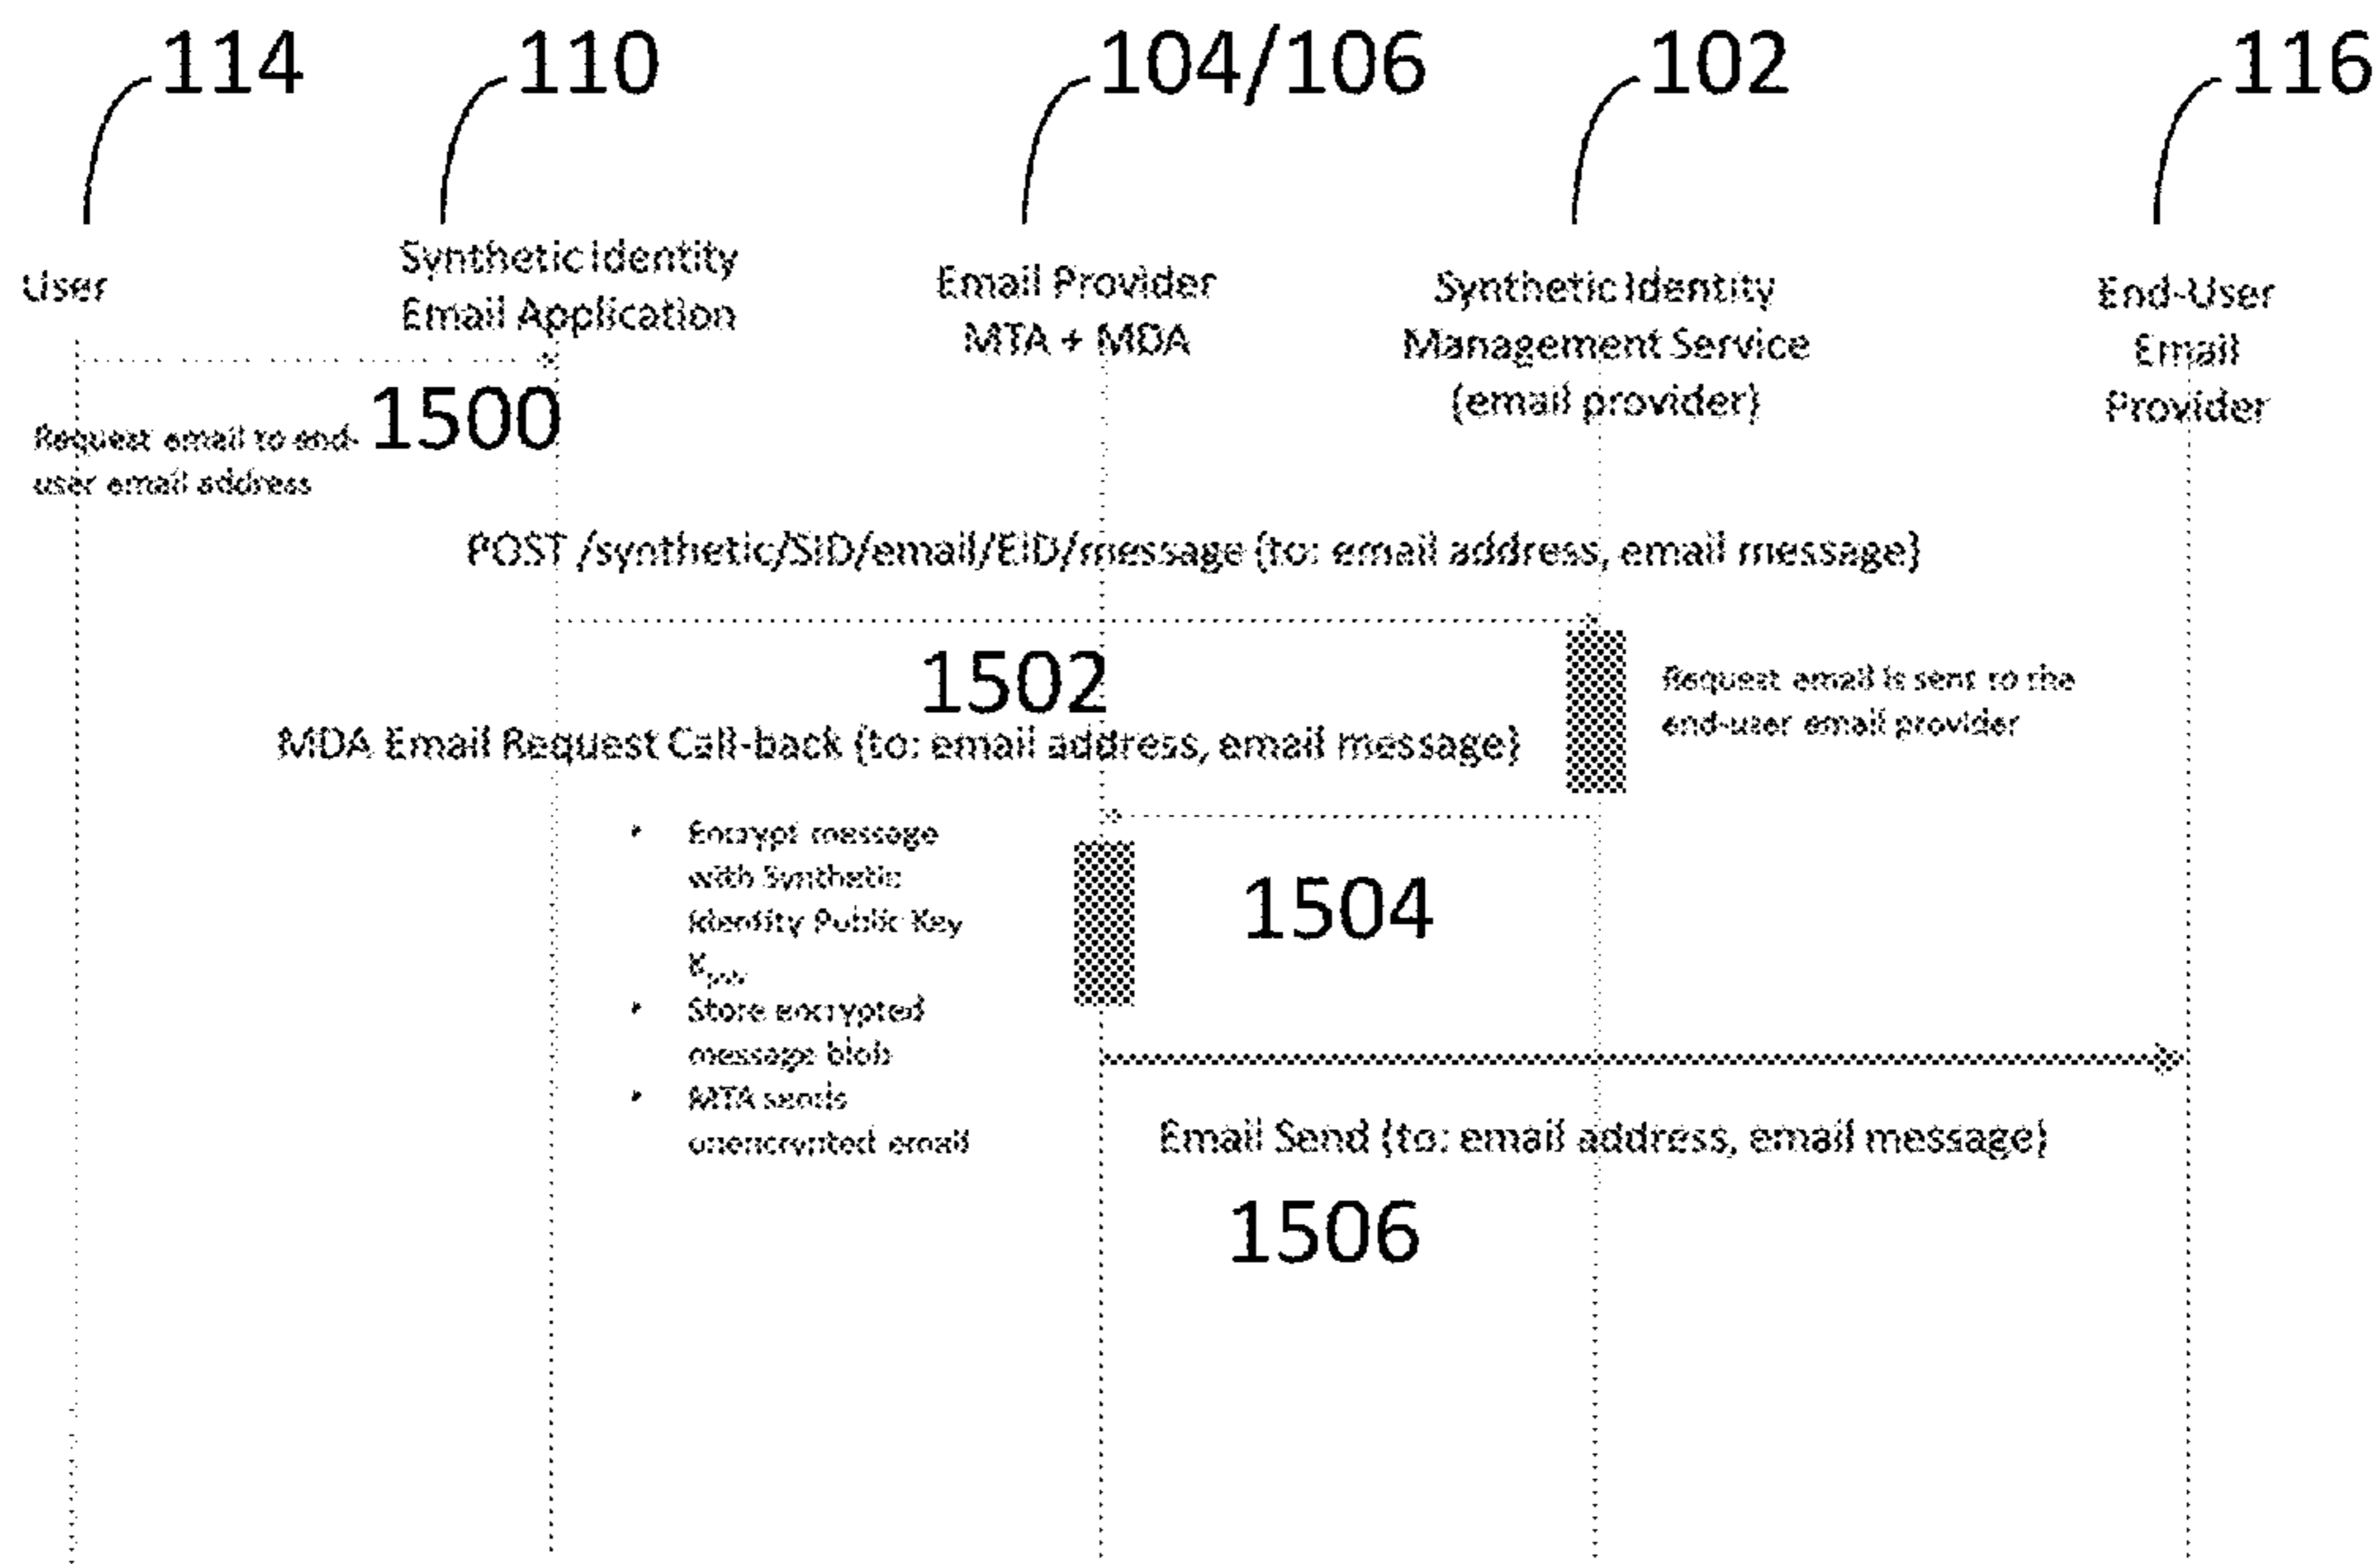 114
110
104/106
102
116
User
Synthetic Identity
Email Application
Email Provider
MTA + MDA
Synthetic Identity
Management Service
(email provider)
End-User
Email
Provider
1500
Request email to end-
user email address
POST /synthetic/SID/email/EID/message {to: email address, email message}
1502
Request email is sent to the
end-user email provider
MDA Email Request Call-back {to: email address, email message}
• Encrypt message
with Synthetic
Identity Public Key
Kpub
• Store encrypted
message blob
• MTA sends
unencrypted email
1504
Email Send {to: email address, email message}
1506